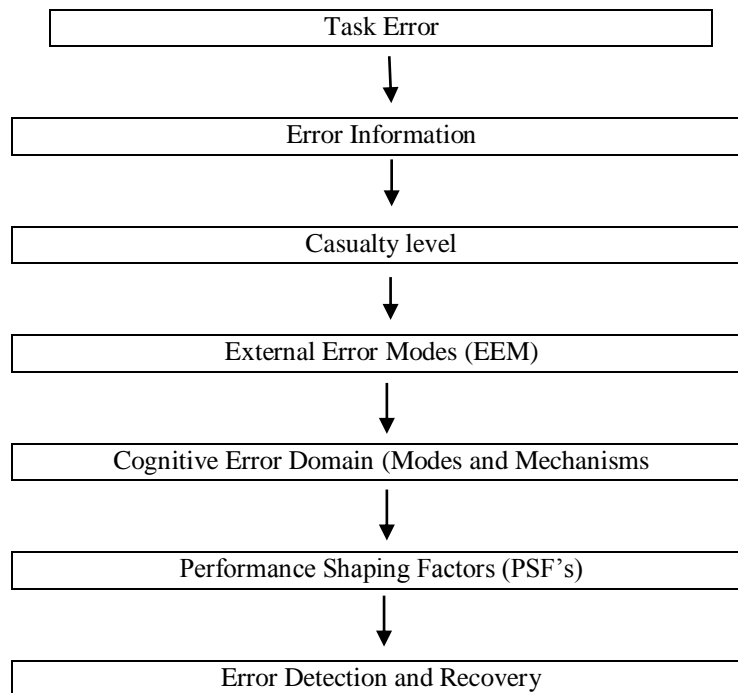 Task Error
Error Information
Casualty level
External Error Modes (EEM)
Cognitive Error Domain (Modes and Mechanisms
Performance Shaping Factors (PSF's)
Error Detection and Recovery